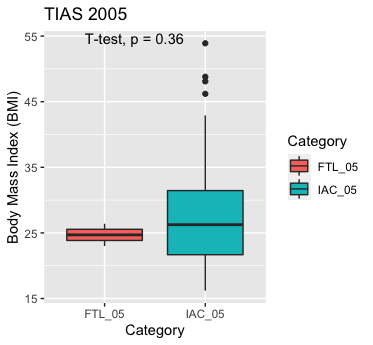 TIAS 2005
T-test, p = 0.36
Body Mass Index (BMI)
55
45
35
25
15
FTL_05
IAC_05
Category
Category
FTL_05
IAC_05